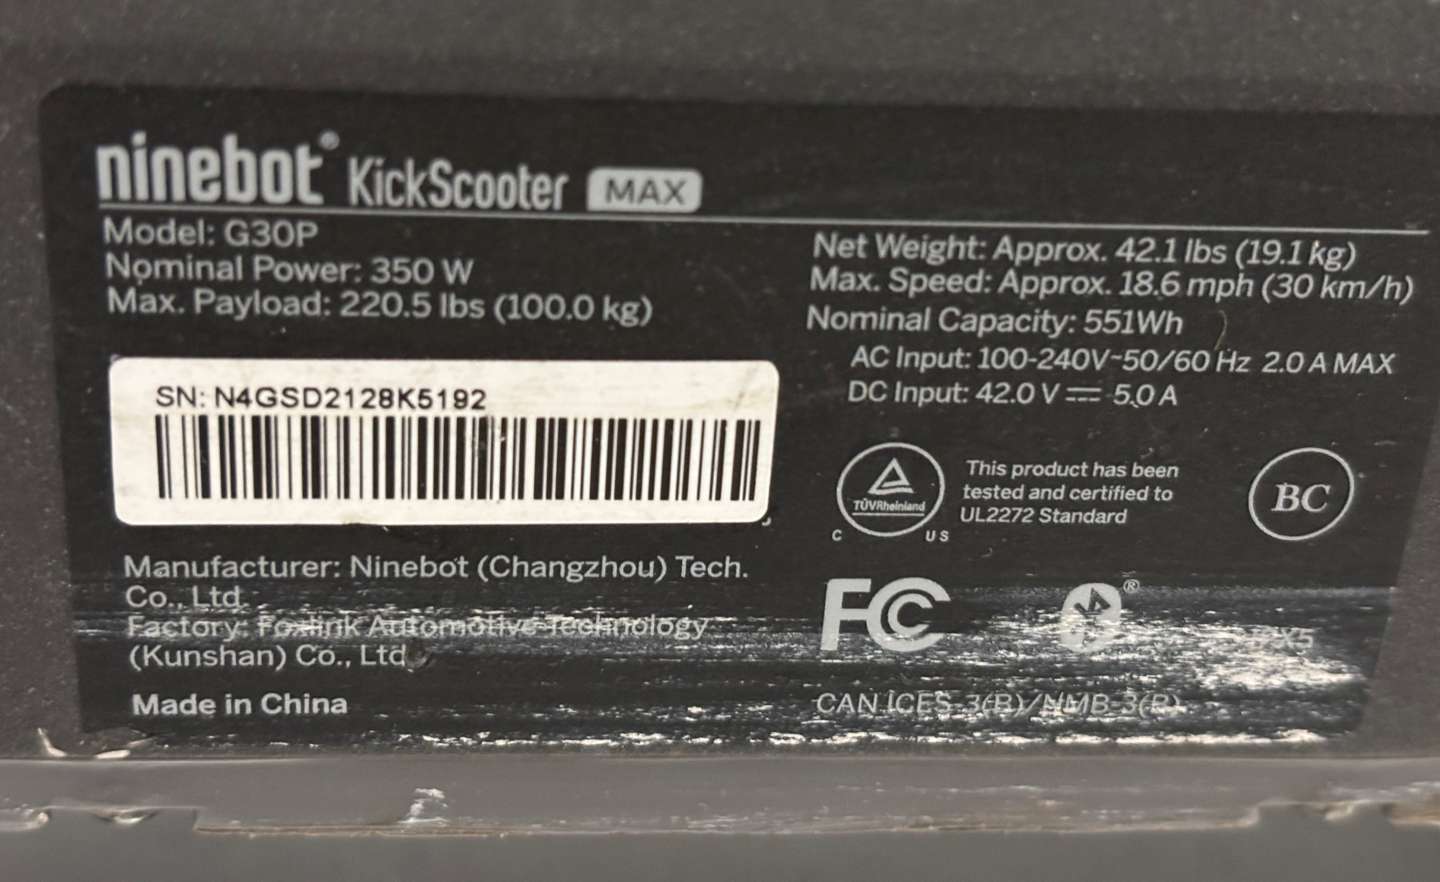 ninebot® KickScooter MAX
Model: G30P
Nominal Power: 350 W
Max. Payload: 220.5 lbs (100.0 kg)
SN: N4GSD2128K5192
Manufacturer: Ninebot (Changzhou) Tech.
Co., Ltd.
Factory: Foxlink Automotive Technology
(Kunshan) Co., Ltd
Made in China
Net Weight: Approx. 42.1 lbs (19.1 kg)
Max. Speed: Approx. 18.6 mph (30 km/h)
Nominal Capacity: 551Wh
AC Input: 100-240V~50/60 Hz 2.0 A MAX
DC Input: 42.0 V ⎓ 5.0 A
TÜVRheinland
C US
This product has been
tested and certified to
UL2272 Standard
BC
FC ®
IPX5
CAN ICES-3(B)/NMB-3(B)